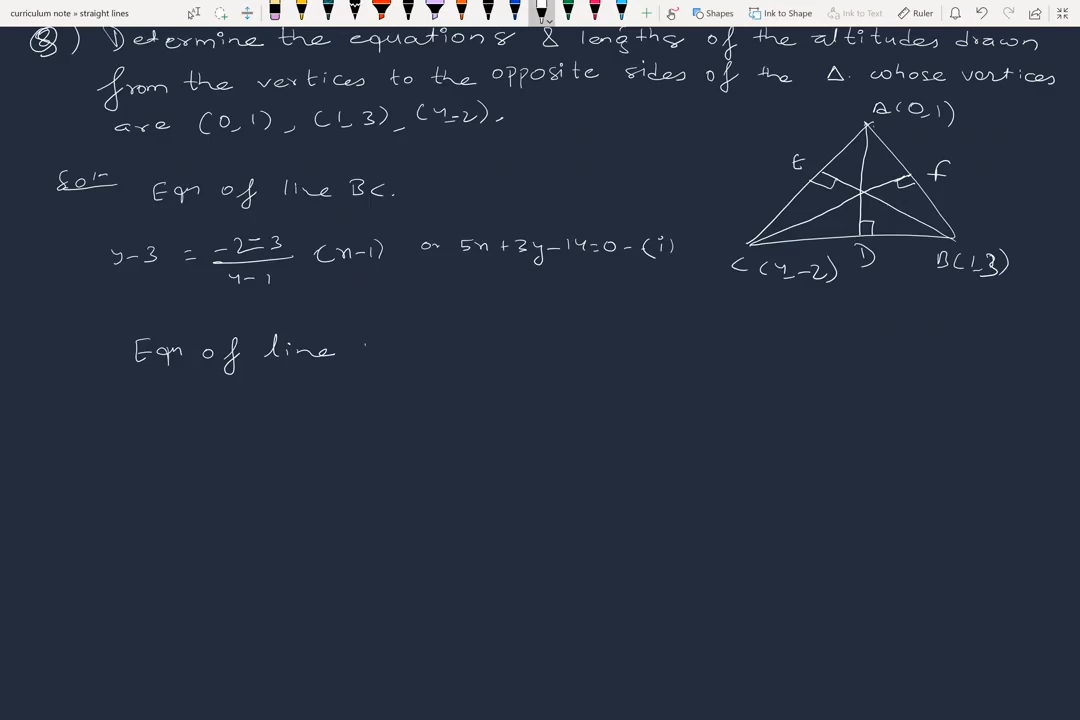 curriculum note » straight lines
Shapes
Ink to Shape
Ink to Text
Ruler
Q) Determine the equations & lengths of the altitudes drawn
from the vertices to the opposite sides of the Δ. whose vertices
are (0,1), (1,3), (4,-2).
A(0,1)
E
F
C(4,-2)
D
B(1,3)
Sol:-
Eqn of line BC.
y-3 = \frac{-2-3}{4-1} (x-1) or 5x+3y-14=0 -(i)
Eqn of line